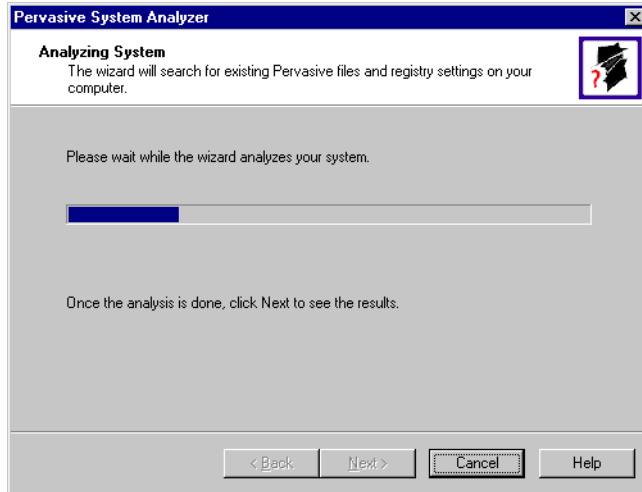 Pervasive System Analyzer
Analyzing System
The wizard will search for existing Pervasive files and registry settings on your
computer.
?
Please wait while the wizard analyzes your system.
Once the analysis is done, click Next to see the results.
< Back Next > Cancel Help